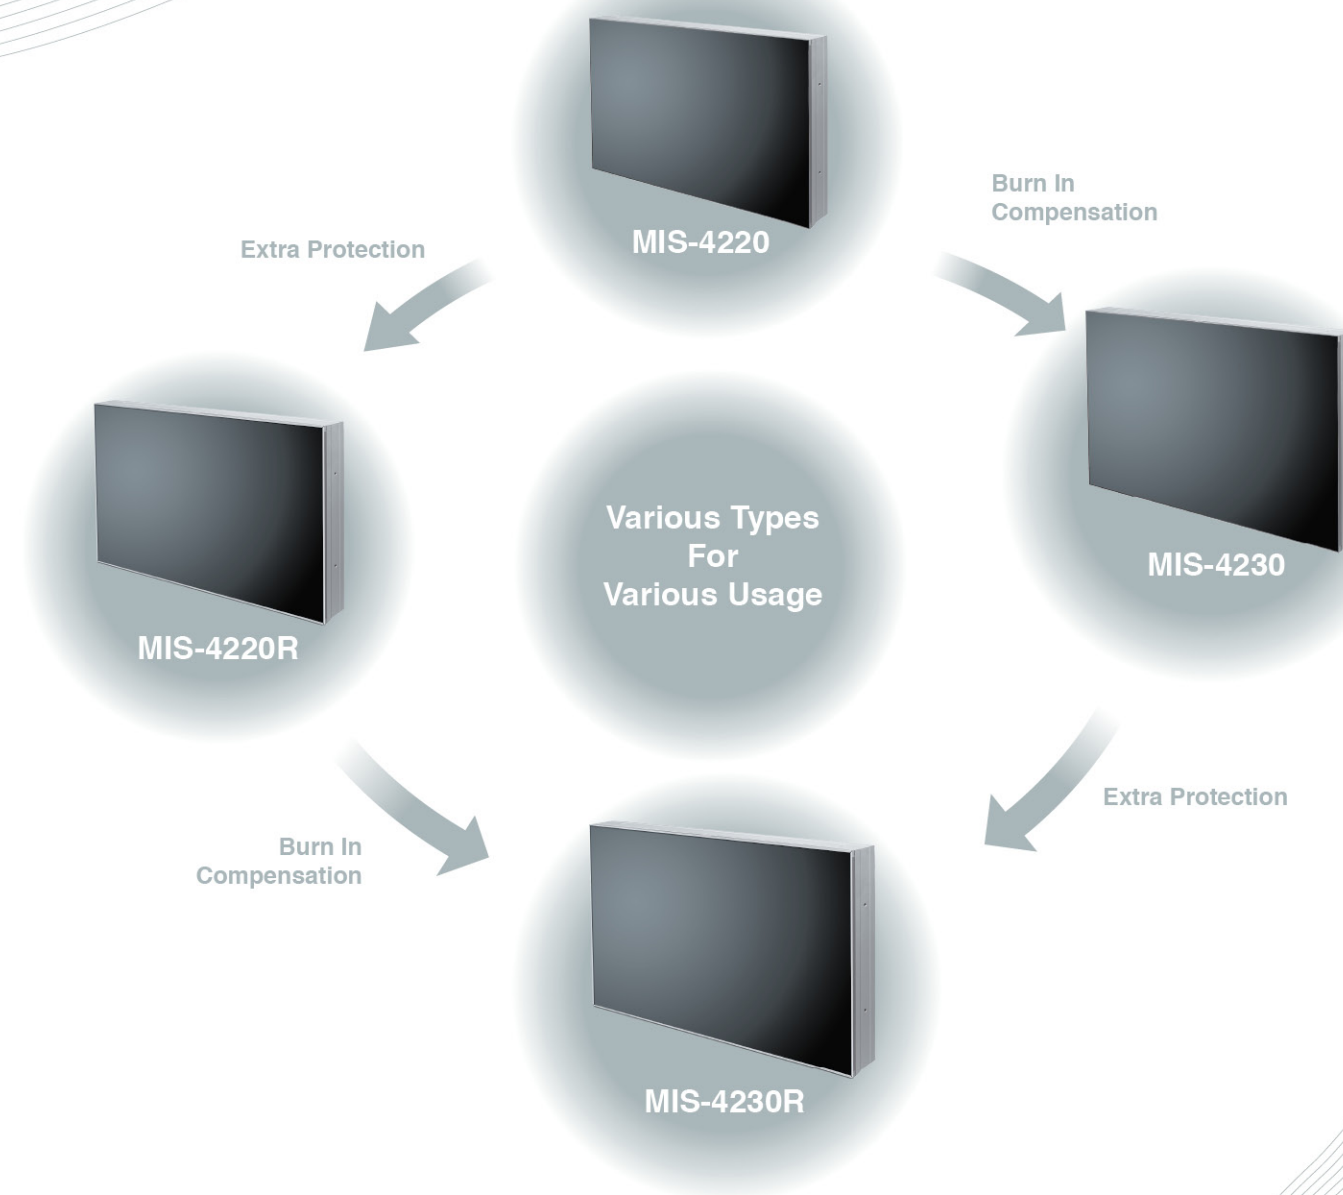 MIS-4220
Burn In
Compensation
Extra Protection
MIS-4230
Various Types
For
Various Usage
MIS-4220R
Extra Protection
Burn In
Compensation
MIS-4230R